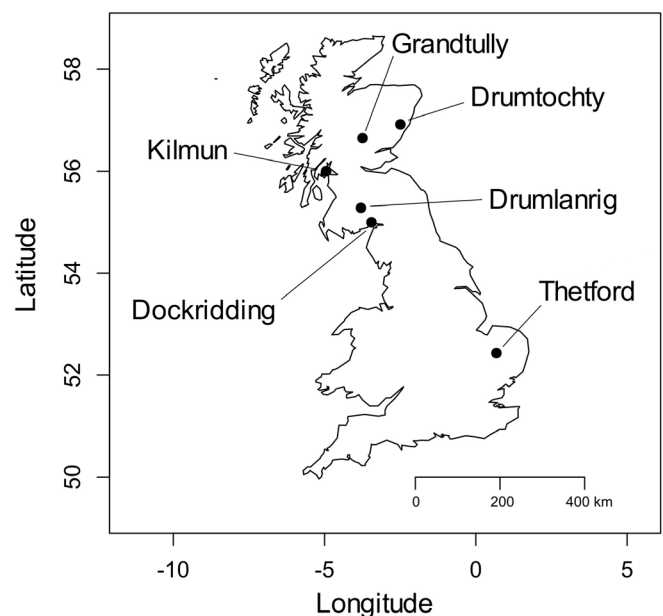 Grandtully
Drumtochty
Kilmun
Drumlanrig
Dockridding
Thetford
Latitude
58
56
54
52
50
0 200 400 km
-10 -5 0 5
Longitude